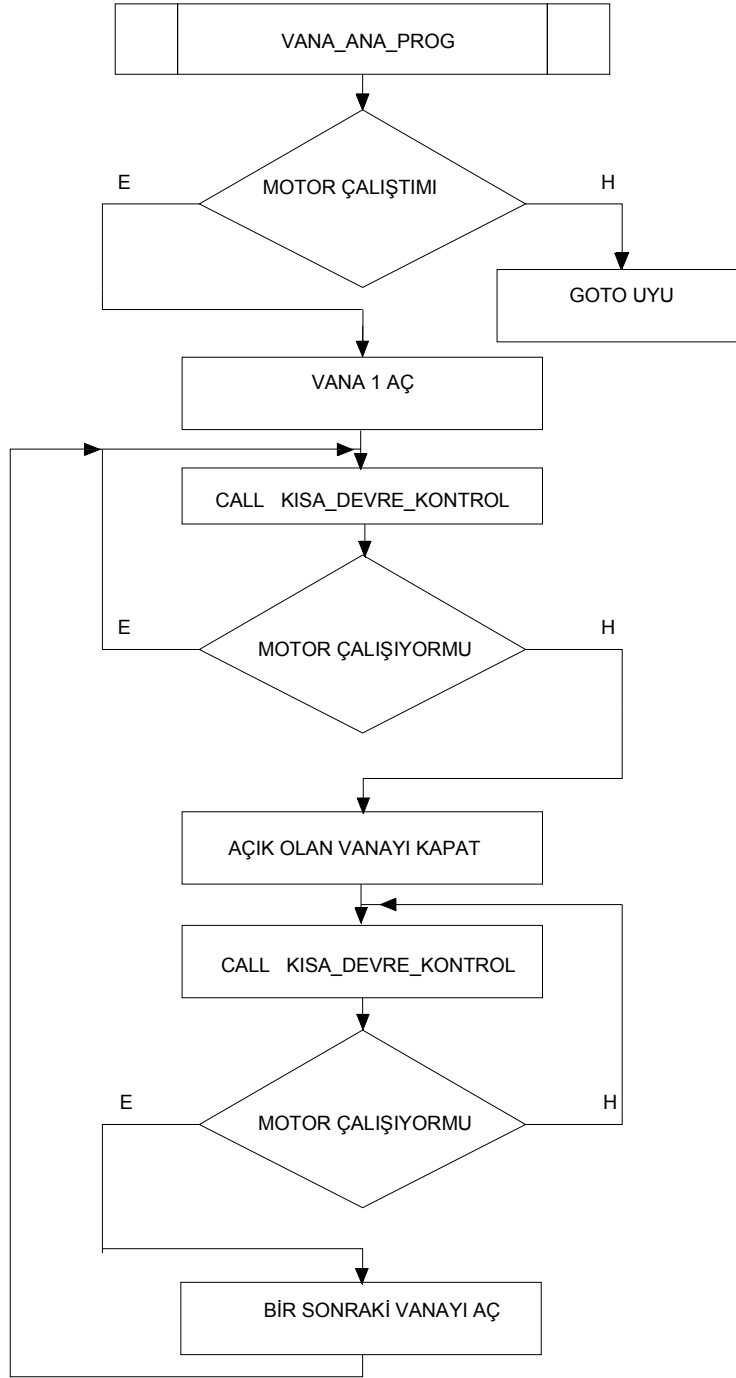 VANA_ANA_PROG
E
MOTOR ÇALIŞTIMI
H
GOTO UYU
VANA 1 AÇ
CALL KISA_DEVRE_KONTROL
E
MOTOR ÇALIŞIYORMU
H
AÇIK OLAN VANAYI KAPAT
CALL KISA_DEVRE_KONTROL
E
MOTOR ÇALIŞIYORMU
H
BİR SONRAKİ VANAYI AÇ